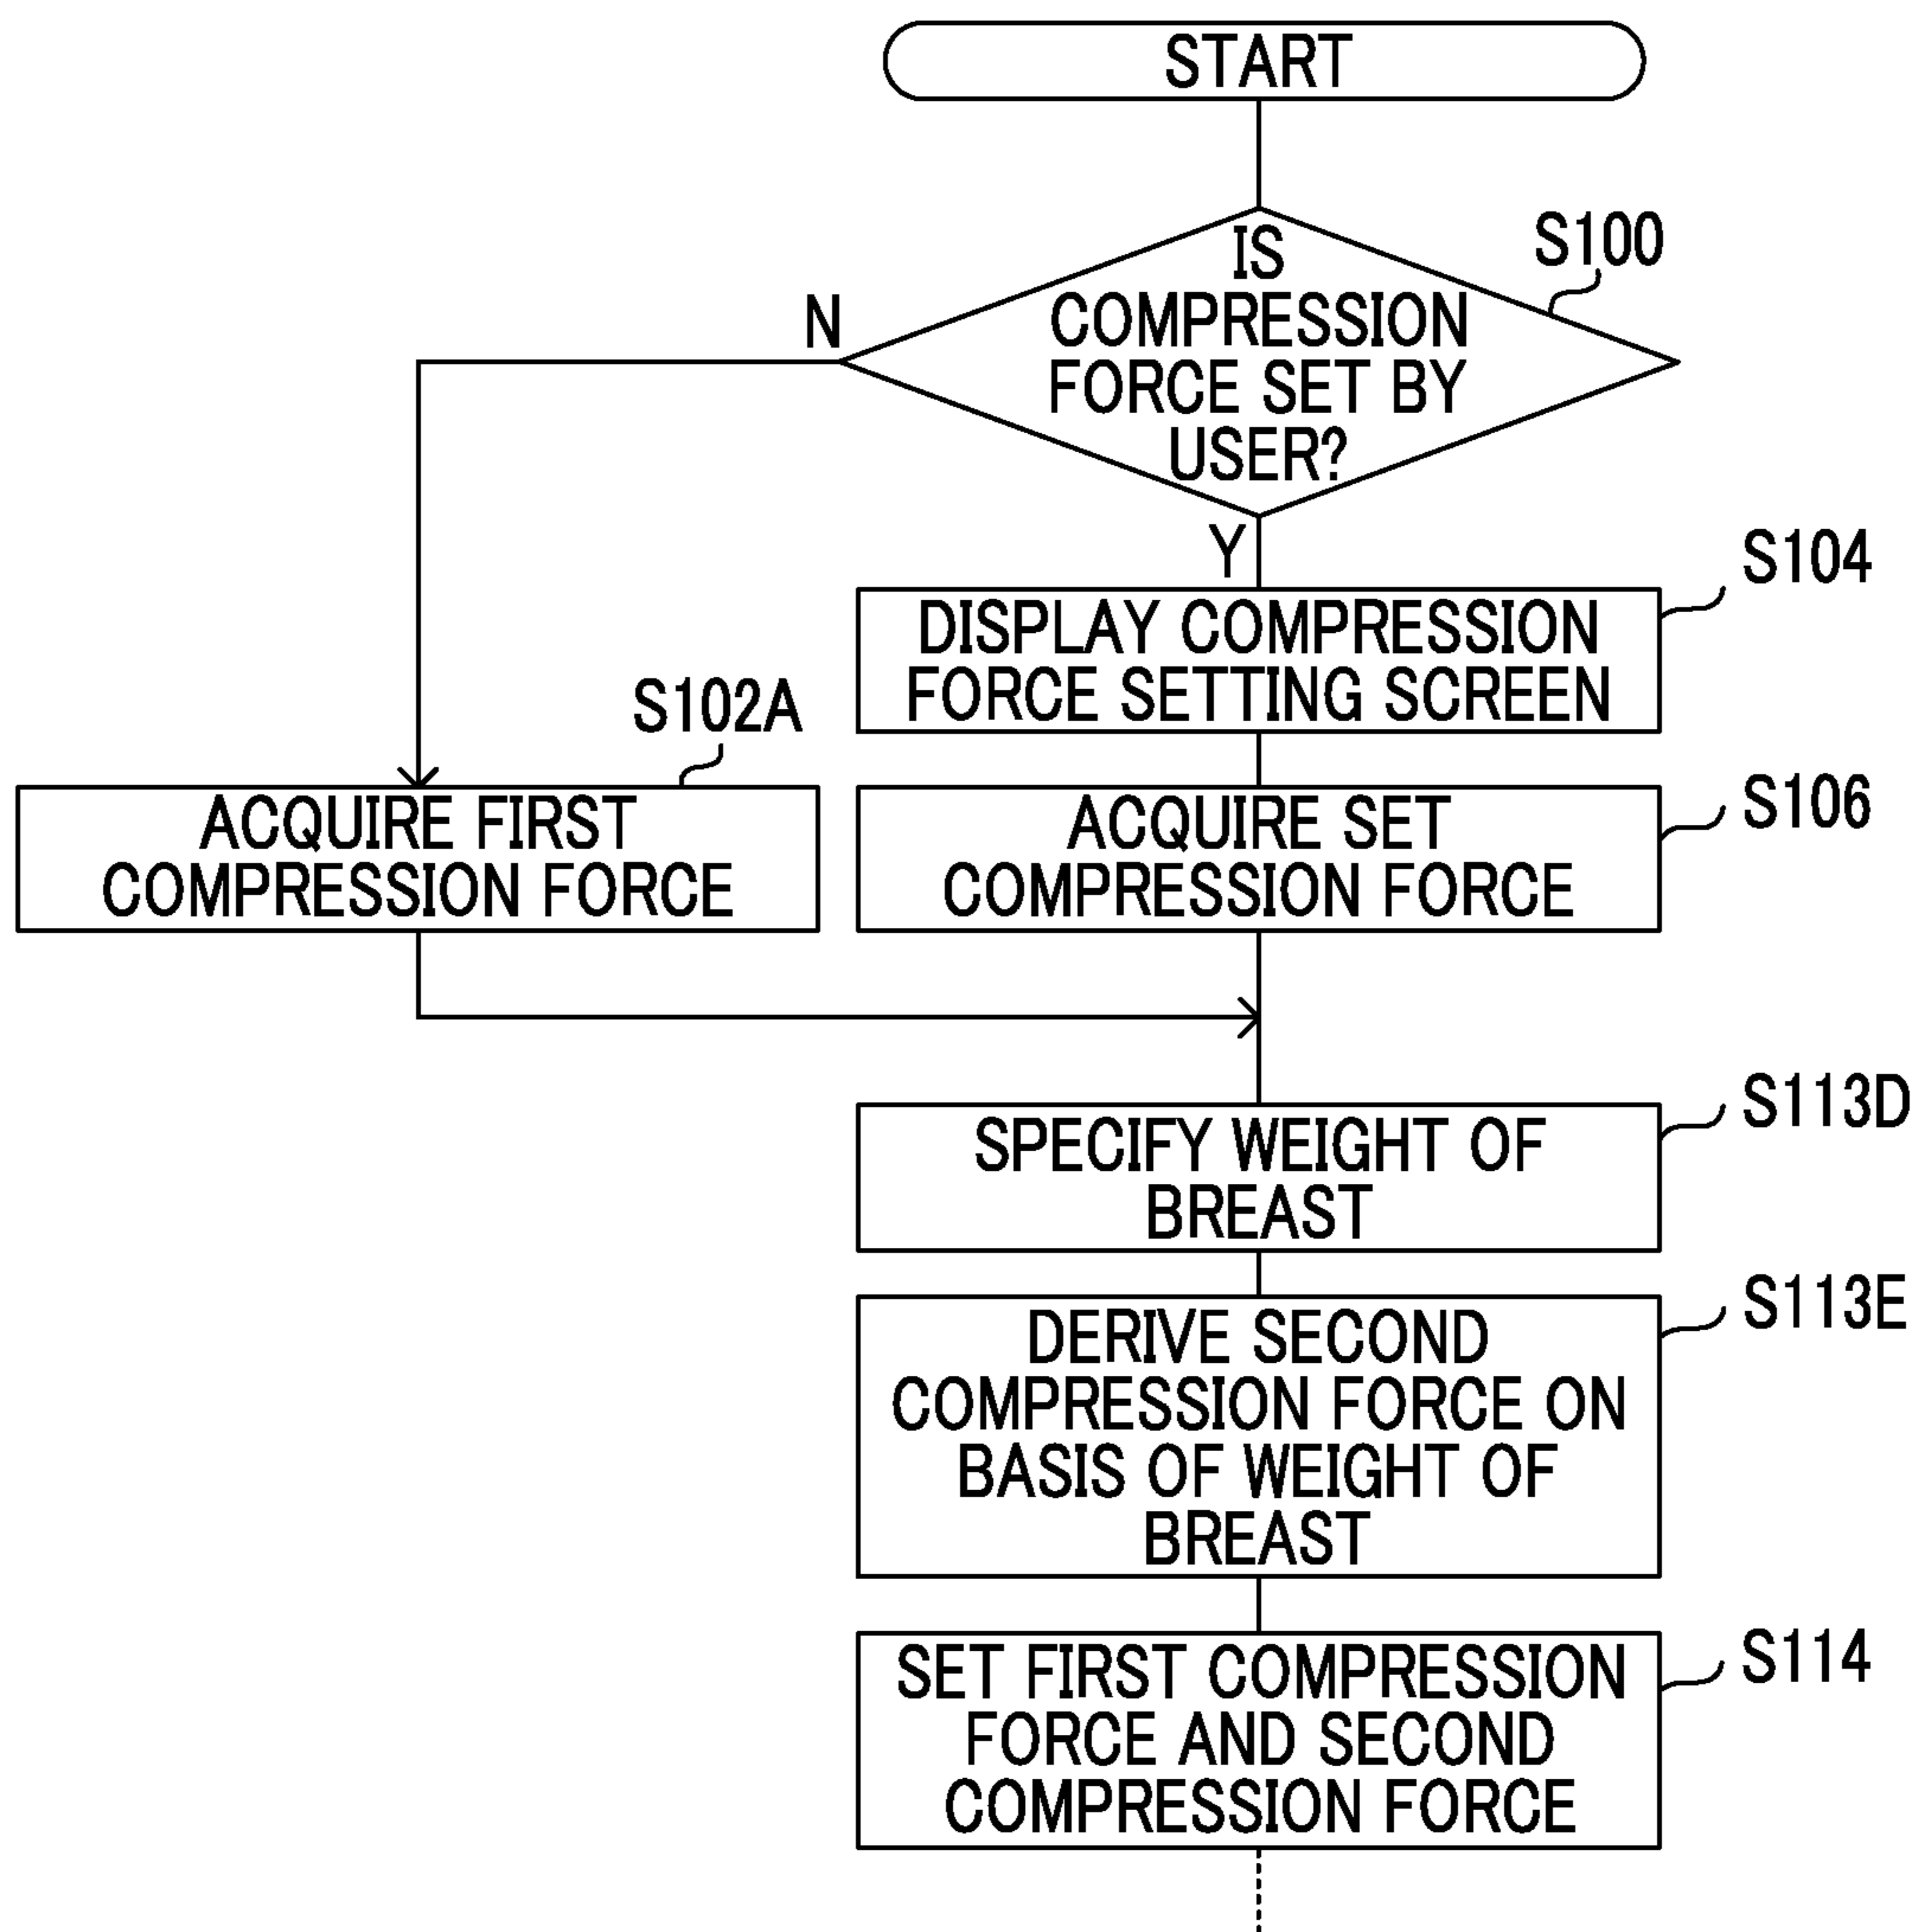 START
S100
IS
COMPRESSION
FORCE SET BY
USER?
N
Y
S104
DISPLAY COMPRESSION
FORCE SETTING SCREEN
S102A
ACQUIRE FIRST
COMPRESSION FORCE
S106
ACQUIRE SET
COMPRESSION FORCE
S113D
SPECIFY WEIGHT OF
BREAST
S113E
DERIVE SECOND
COMPRESSION FORCE ON
BASIS OF WEIGHT OF
BREAST
S114
SET FIRST COMPRESSION
FORCE AND SECOND
COMPRESSION FORCE